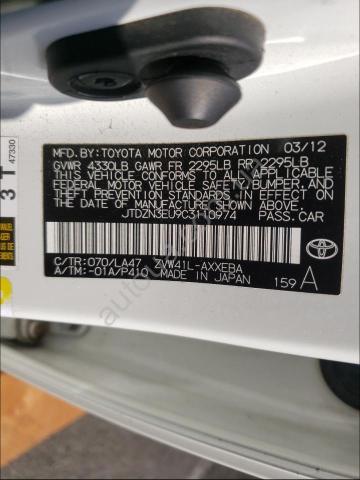 MFD.BY:TOYOTA MOTOR CORPORATION 03/12
GVWR 4330LB GAWR FR 2295LB RR 2295LB
THIS VEHICLE CONFORMS TO ALL APPLICABLE
FEDERAL MOTOR VEHICLE SAFETY, BUMPER, AND
THEFT PREVENTION STANDARDS IN EFFECT ON THE
DATE OF MANUFACTURE SHOWN ABOVE.
JTDZN3EU9C3110974 PASS.CAR
C/TR:070/LA47 ZVW41L-AXXEBA
A/TM:-01A/P410 MADE IN JAPAN
159 A
3 T
47330